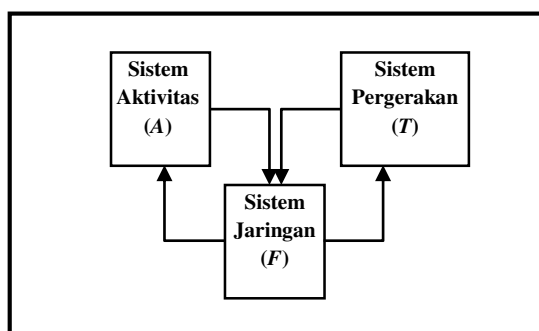 Sistem
Aktivitas
(A)
Sistem
Pergerakan
(T)
Sistem
Jaringan
(F)